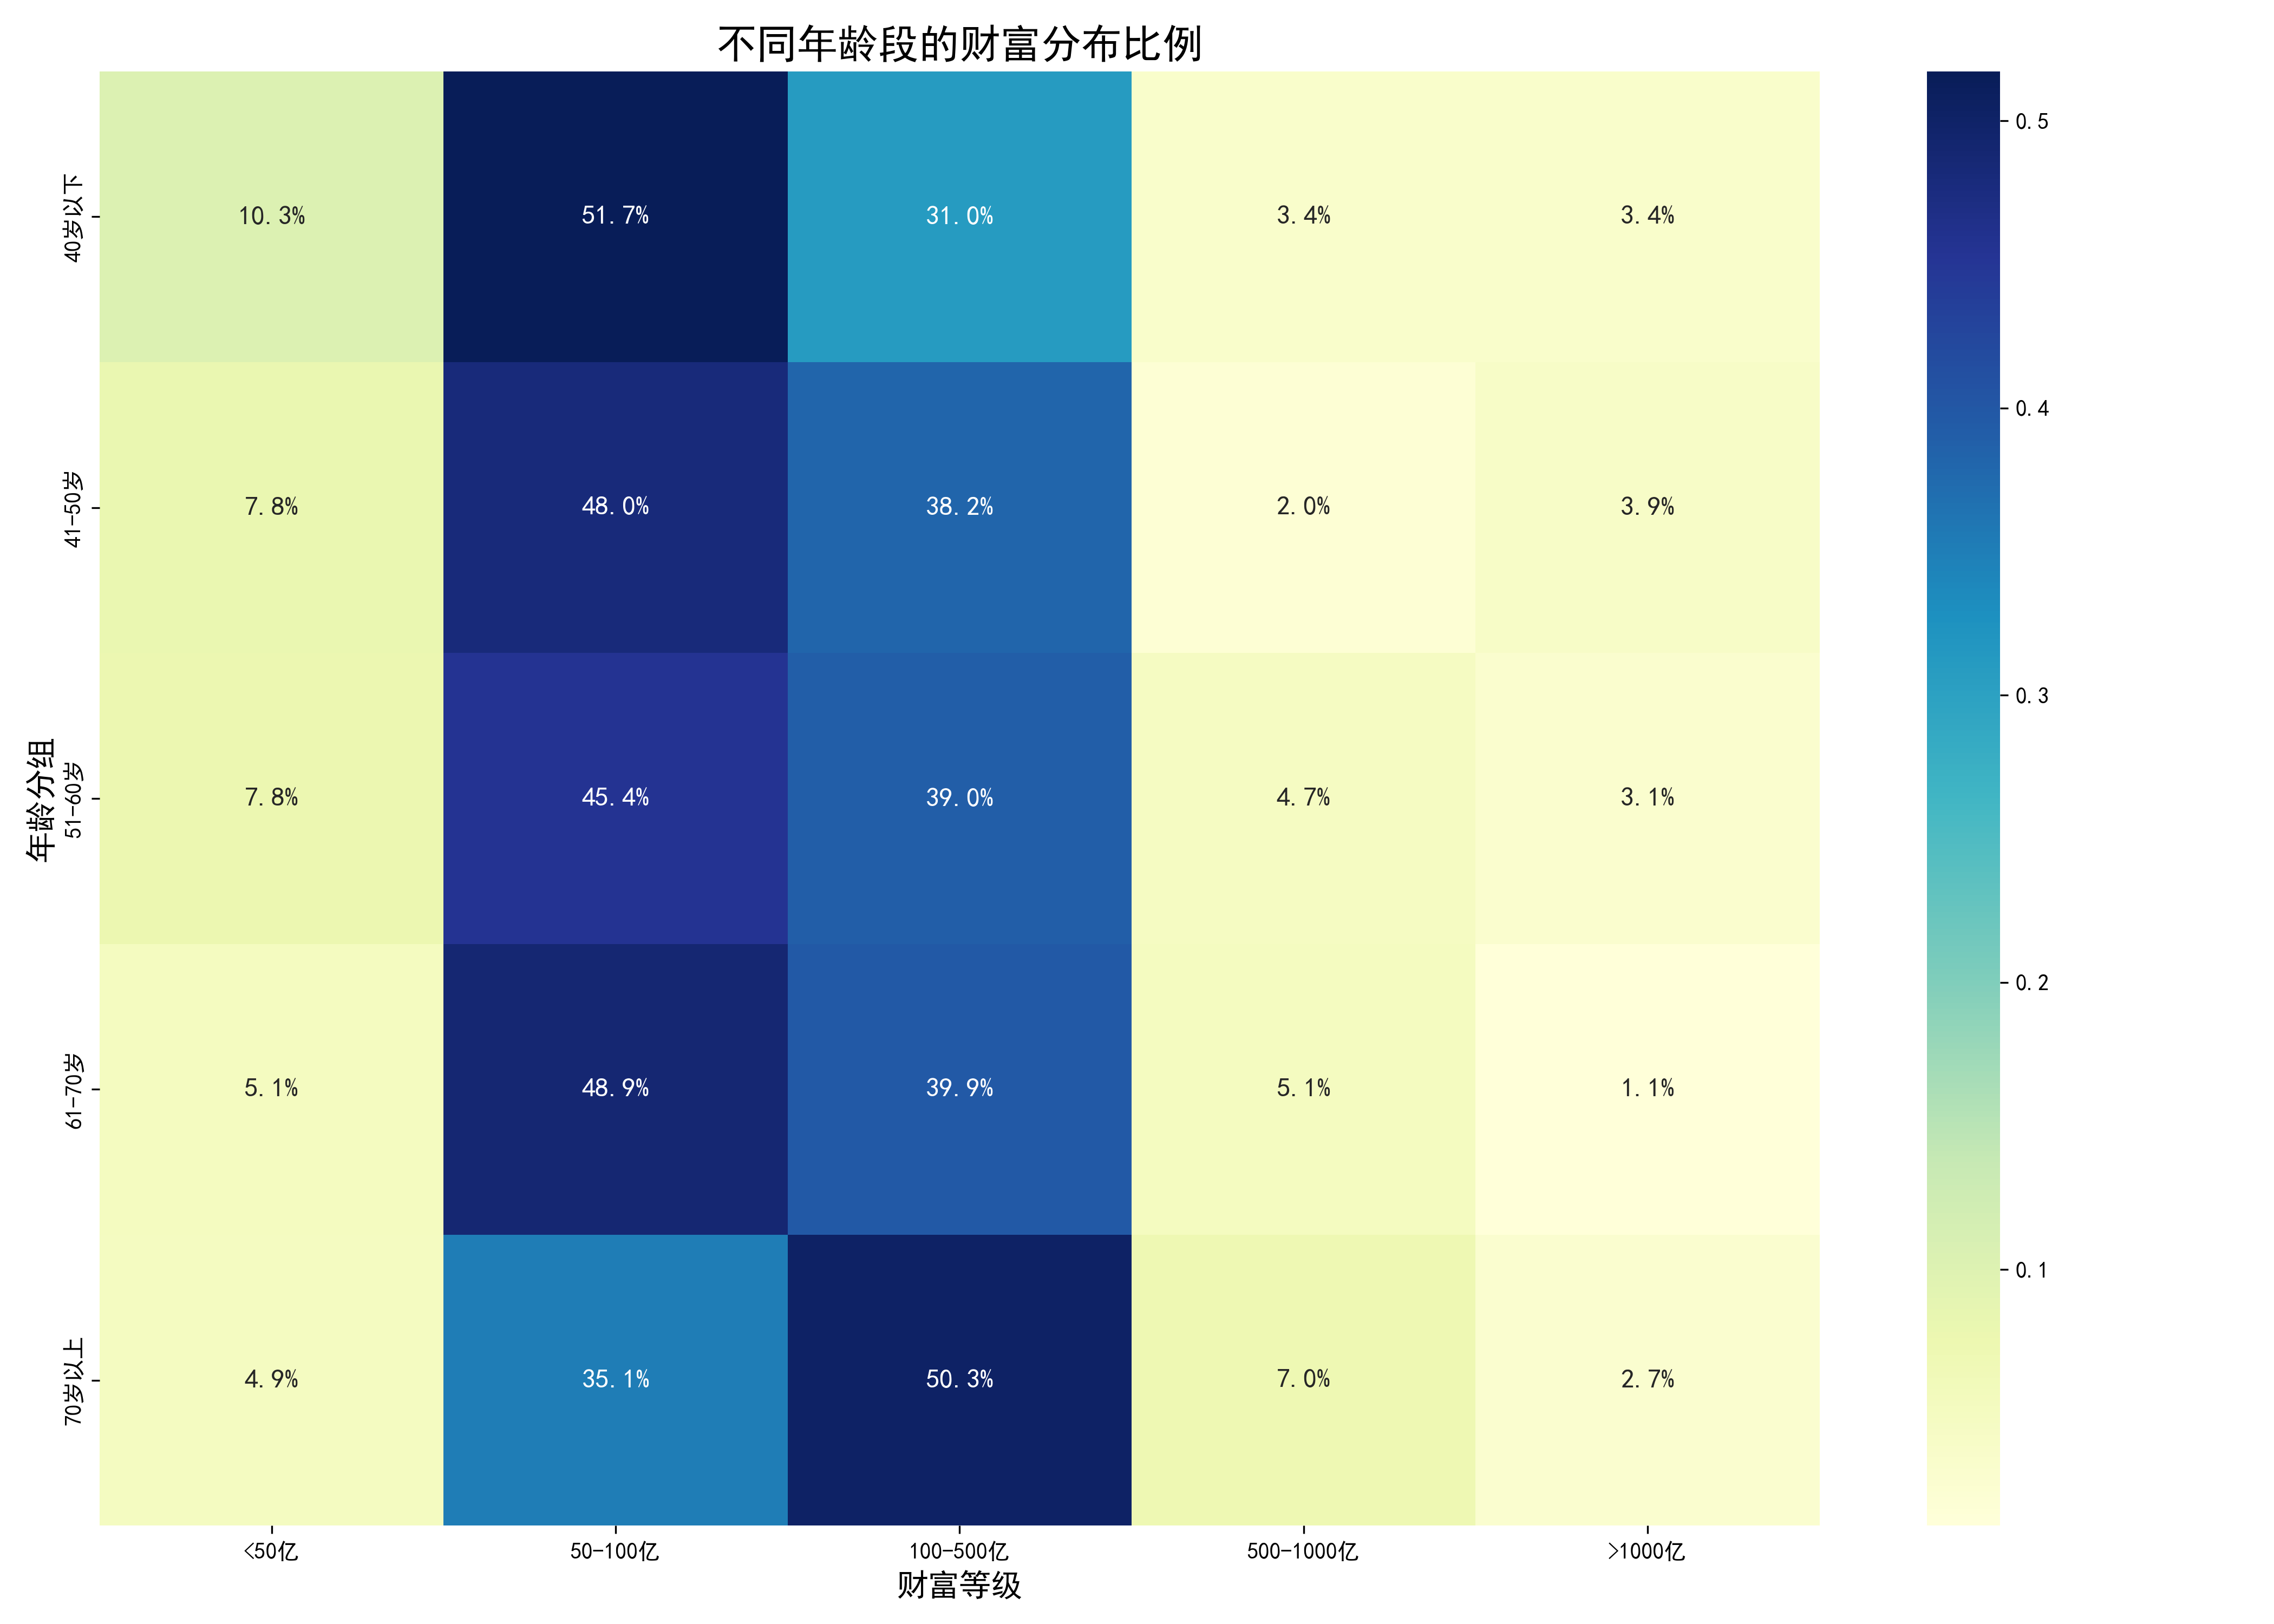 不同年龄段的财富分布比例
年龄分组
40岁以下
10.3% 51.7% 31.0% 3.4% 3.4%
41-50岁
7.8% 48.0% 38.2% 2.0% 3.9%
51-60岁
7.8% 45.4% 39.0% 4.7% 3.1%
61-70岁
5.1% 48.9% 39.9% 5.1% 1.1%
70岁以上
4.9% 35.1% 50.3% 7.0% 2.7%
<50亿 50-100亿 100-500亿 500-1000亿 >1000亿
财富等级
0.5
0.4
0.3
0.2
0.1